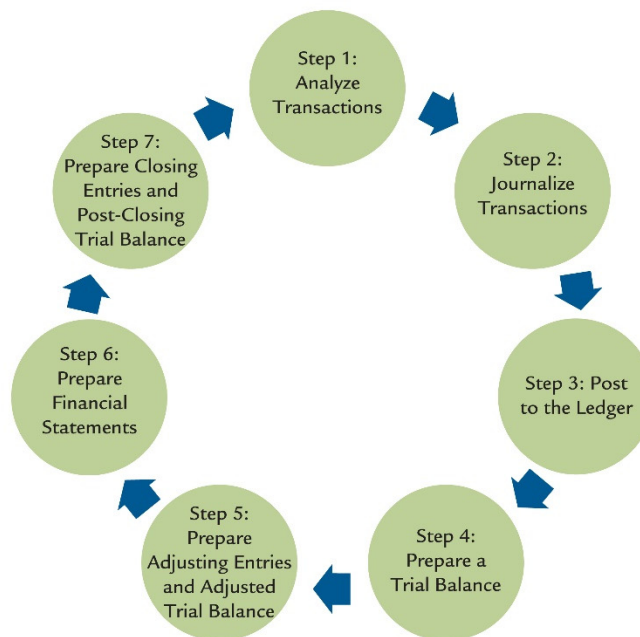 Step 1:
Analyze
Transactions
Step 2:
Journalize
Transactions
Step 3: Post
to the Ledger
Step 4:
Prepare a
Trial Balance
Step 5:
Prepare
Adjusting Entries
and Adjusted
Trial Balance
Step 6:
Prepare
Financial
Statements
Step 7:
Prepare Closing
Entries and
Post-Closing
Trial Balance